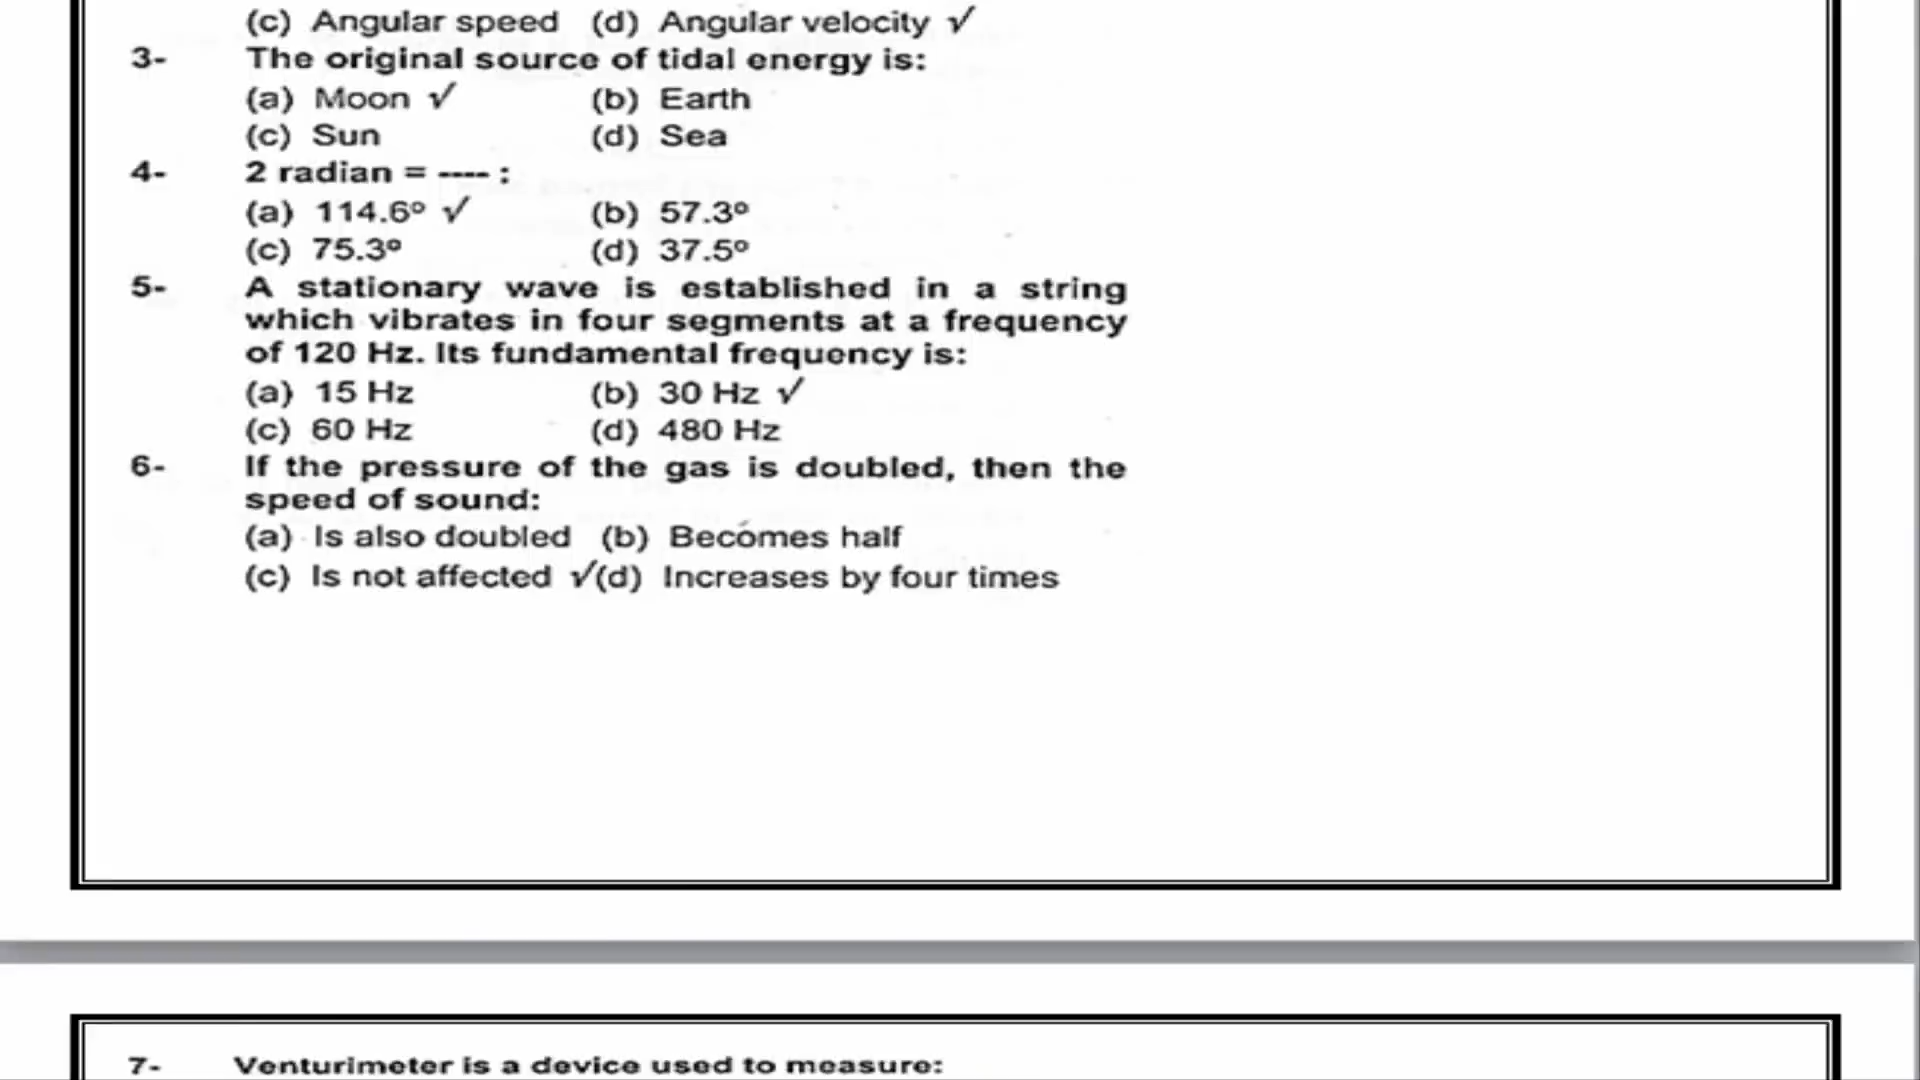 (c) Angular speed (d) Angular velocity √
3- The original source of tidal energy is:
(a) Moon √ (b) Earth
(c) Sun (d) Sea
4- 2 radian = ---- :
(a) 114.6º √ (b) 57.3º
(c) 75.3º (d) 37.5º
5- A stationary wave is established in a string
which vibrates in four segments at a frequency
of 120 Hz. Its fundamental frequency is:
(a) 15 Hz (b) 30 Hz √
(c) 60 Hz (d) 480 Hz
6- If the pressure of the gas is doubled, then the
speed of sound:
(a) Is also doubled (b) Becomes half
(c) Is not affected √(d) Increases by four times
7- Venturimeter is a device used to measure: